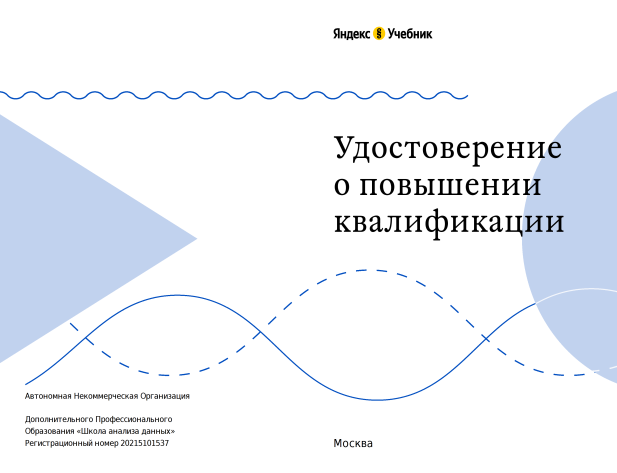 Яндекс § Учебник
Удостоверение
о повышении
квалификации
Автономная Некоммерческая Организация
Дополнительного Профессионального
Образования «Школа анализа данных»
Регистрационный номер 20215101537
Москва